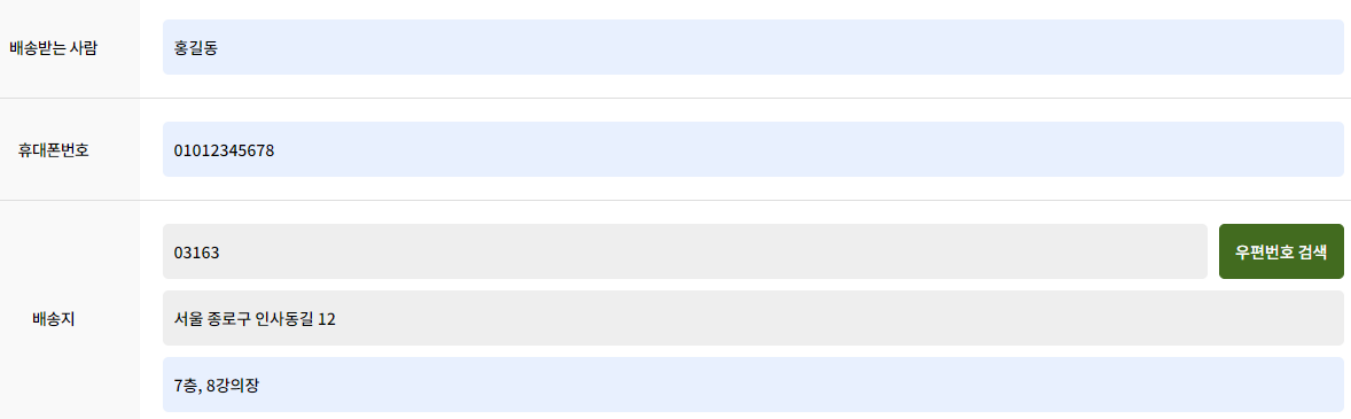 배송받는 사람 홍길동
휴대폰번호 01012345678
03163 우편번호 검색
배송지 서울 종로구 인사동길 12
7층, 8강의장